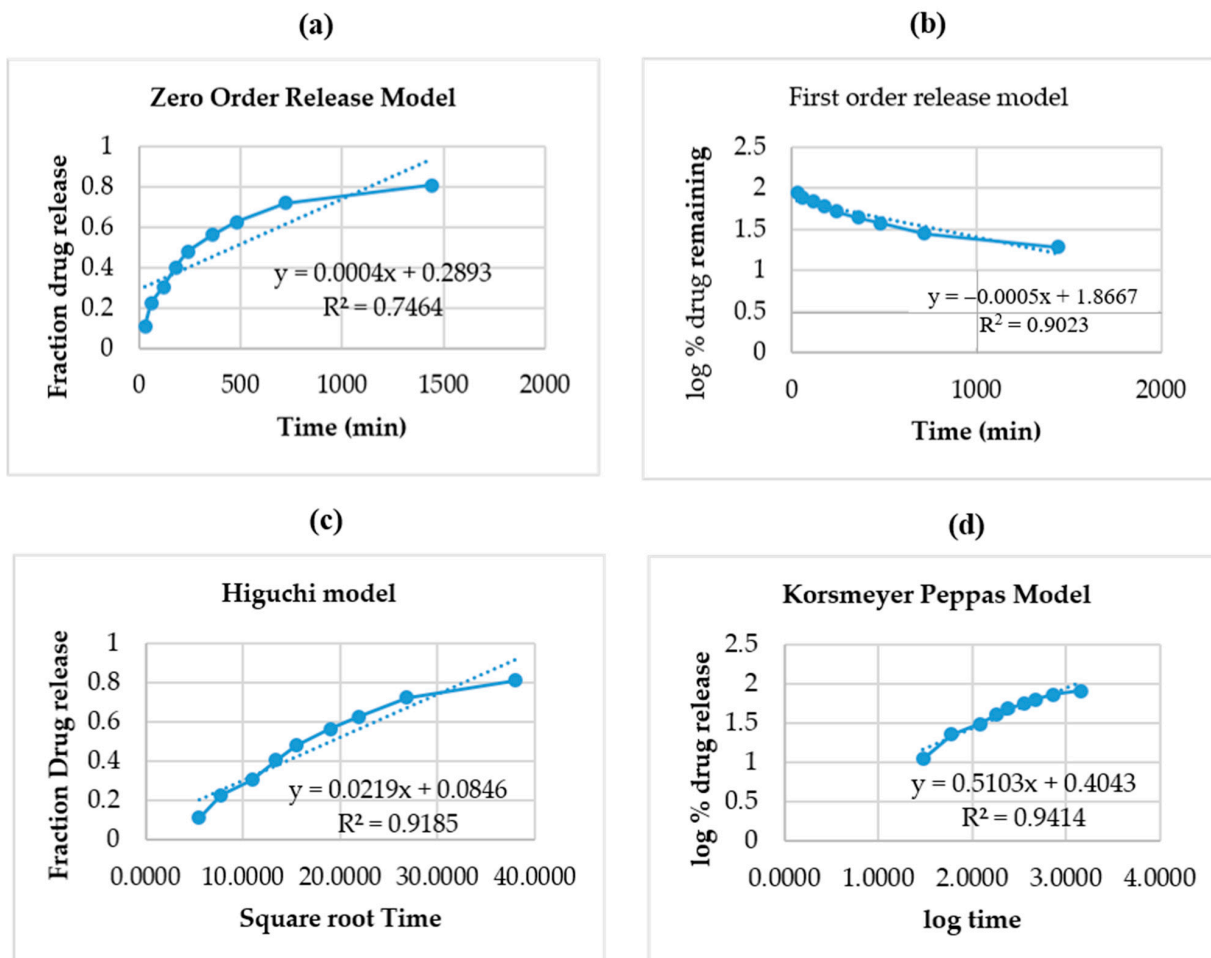 (a)
Zero Order Release Model
Fraction drug release
1
0.8
0.6
0.4
0.2
0
y = 0.0004x + 0.2893
R² = 0.7464
0 500 1000 1500 2000
Time (min)
(b)
First order release model
log % drug remaining
2.5
2
1.5
1
0.5
0
y = –0.0005x + 1.8667
R² = 0.9023
0 1000 2000
Time (min)
(c)
Higuchi model
Fraction Drug release
1
0.8
0.6
0.4
0.2
0
y = 0.0219x + 0.0846
R² = 0.9185
0.0000 10.0000 20.0000 30.0000 40.0000
Square root Time
(d)
Korsmeyer Peppas Model
log % drug release
2.5
2
1.5
1
0.5
0
y = 0.5103x + 0.4043
R² = 0.9414
0.0000 1.0000 2.0000 3.0000 4.0000
log time